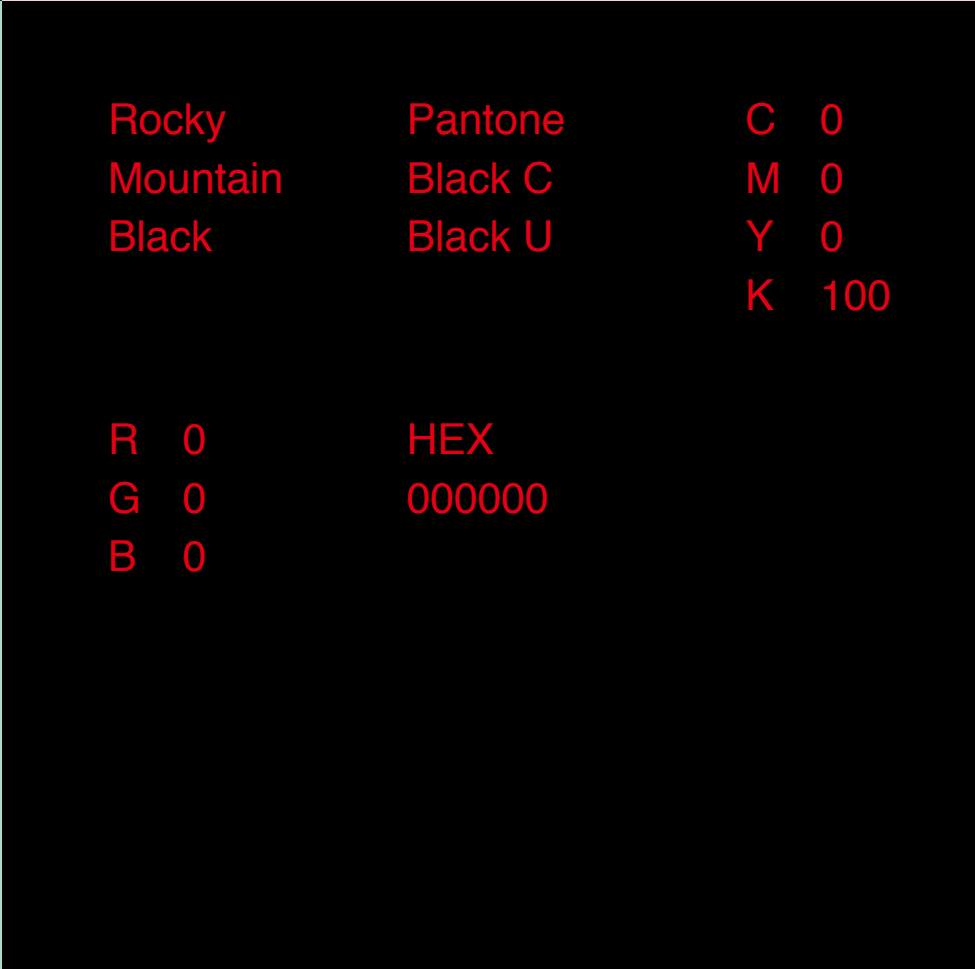 Rocky
Mountain
Black
Pantone
Black C
Black U
C 0
M 0
Y 0
K 100
R 0
G 0
B 0
HEX
000000